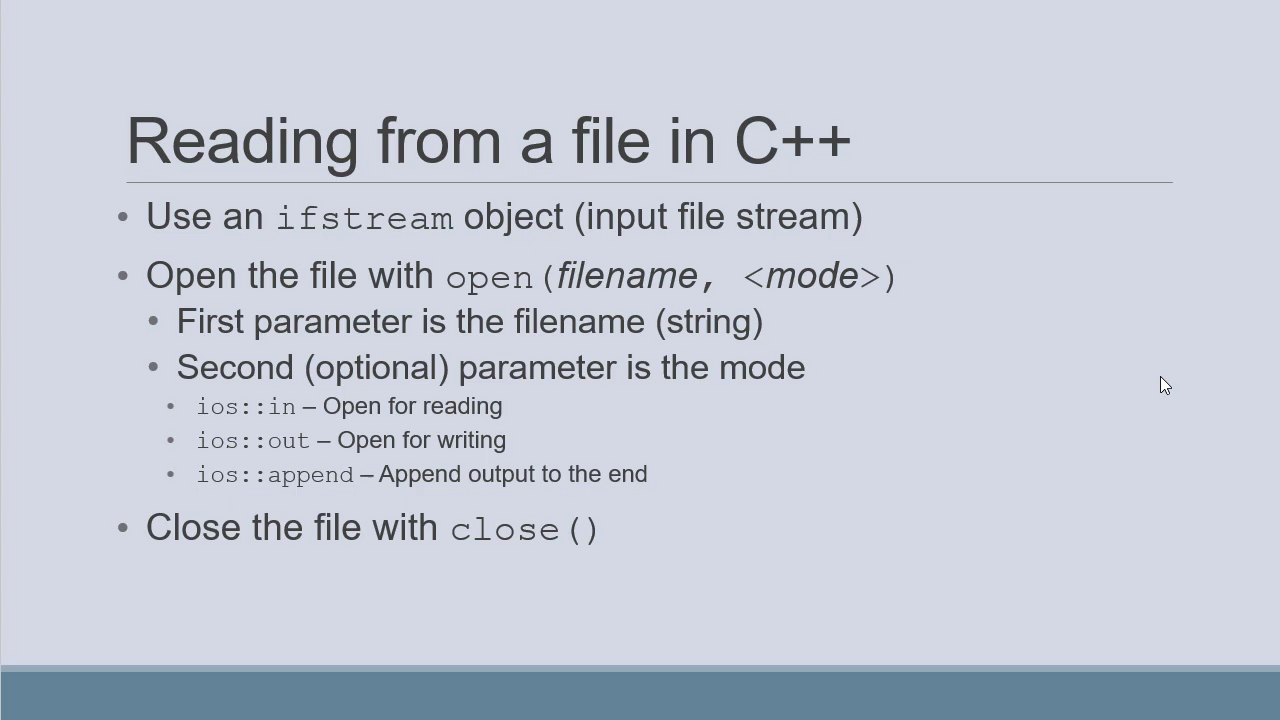 Reading from a file in C++
• Use an ifstream object (input file stream)
• Open the file with open(filename, <mode>)
• First parameter is the filename (string)
• Second (optional) parameter is the mode
• ios::in – Open for reading
• ios::out – Open for writing
• ios::append – Append output to the end
• Close the file with close()